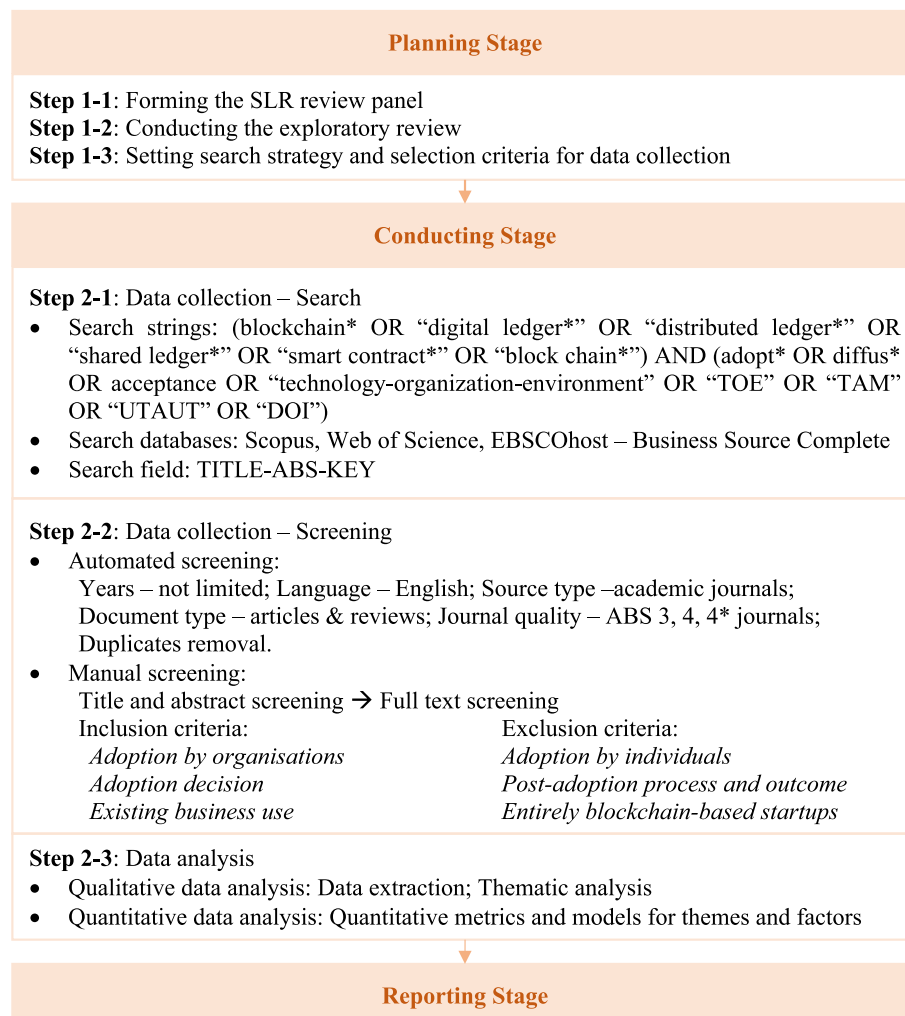 Planning Stage
Step 1-1: Forming the SLR review panel
Step 1-2: Conducting the exploratory review
Step 1-3: Setting search strategy and selection criteria for data collection
Conducting Stage
Step 2-1: Data collection – Search
• Search strings: (blockchain* OR “digital ledger*” OR “distributed ledger*” OR
“shared ledger*” OR “smart contract*” OR “block chain*”) AND (adopt* OR diffus*
OR acceptance OR “technology-organization-environment” OR “TOE” OR “TAM”
OR “UTAUT” OR “DOI”)
• Search databases: Scopus, Web of Science, EBSCOhost – Business Source Complete
• Search field: TITLE-ABS-KEY
Step 2-2: Data collection – Screening
• Automated screening:
Years – not limited; Language – English; Source type –academic journals;
Document type – articles & reviews; Journal quality – ABS 3, 4, 4* journals;
Duplicates removal.
• Manual screening:
Title and abstract screening → Full text screening
Inclusion criteria: Exclusion criteria:
Adoption by organisations Adoption by individuals
Adoption decision Post-adoption process and outcome
Existing business use Entirely blockchain-based startups
Step 2-3: Data analysis
• Qualitative data analysis: Data extraction; Thematic analysis
• Quantitative data analysis: Quantitative metrics and models for themes and factors
Reporting Stage